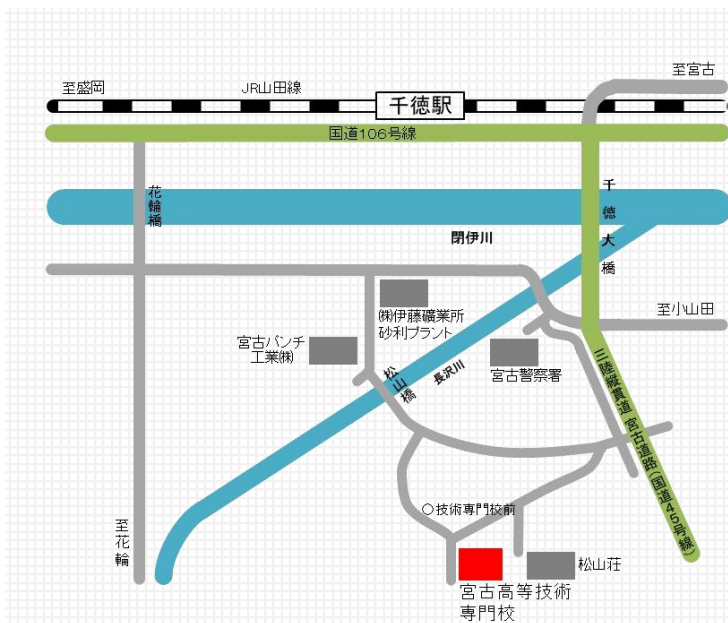 至宮古
至盛岡
JR山田線
千徳駅
国道106号線
花輪橋
千徳大橋
閉伊川
至小山田
㈱伊藤礦業所
砂利プラント
宮古パンチ
工業㈱
松山橋
長沢川
宮古警察署
三陸縦貫道 宮古道路(国道45号線)
○技術専門校前
至花輪
松山荘
宮古高等技術
専門校